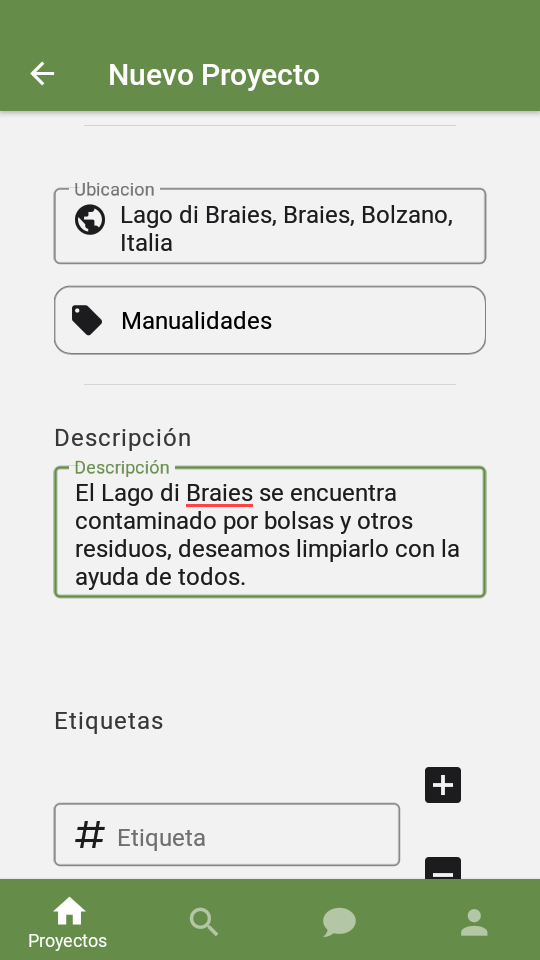 Nuevo Proyecto
Ubicacion
Lago di Braies, Braies, Bolzano,
Italia
Manualidades
Descripción
Descripción
El Lago di Braies se encuentra
contaminado por bolsas y otros
residuos, deseamos limpiarlo con la
ayuda de todos.
Etiquetas
# Etiqueta
Proyectos